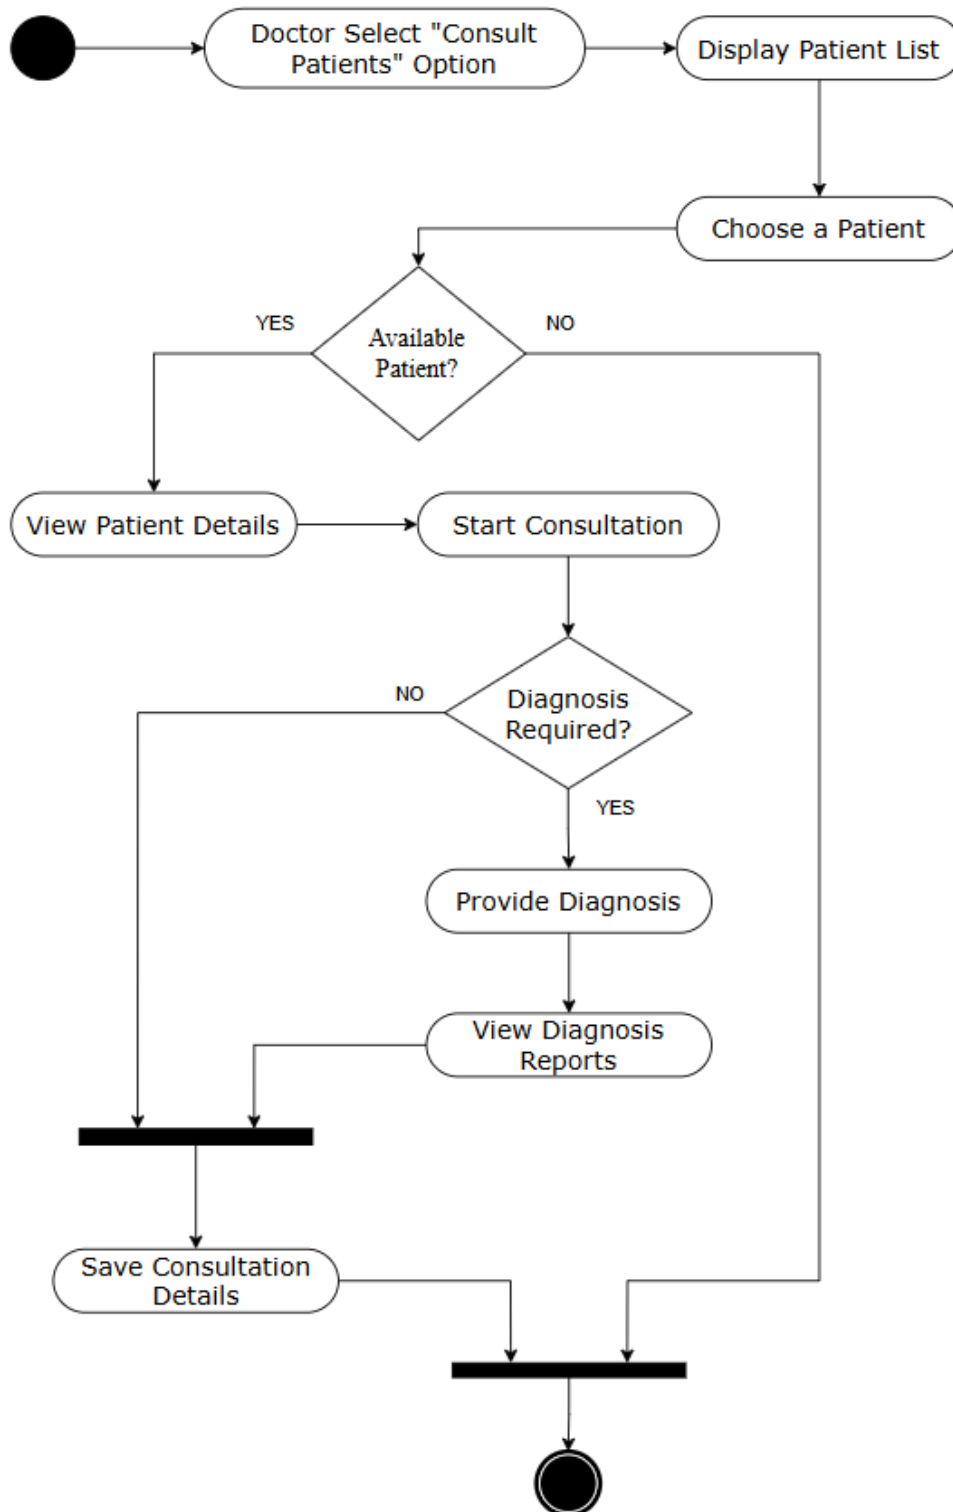 Doctor Select "Consult
Patients" Option
Display Patient List
Choose a Patient
YES
NO
Available
Patient?
View Patient Details
Start Consultation
NO
Diagnosis
Required?
YES
Provide Diagnosis
View Diagnosis
Reports
Save Consultation
Details